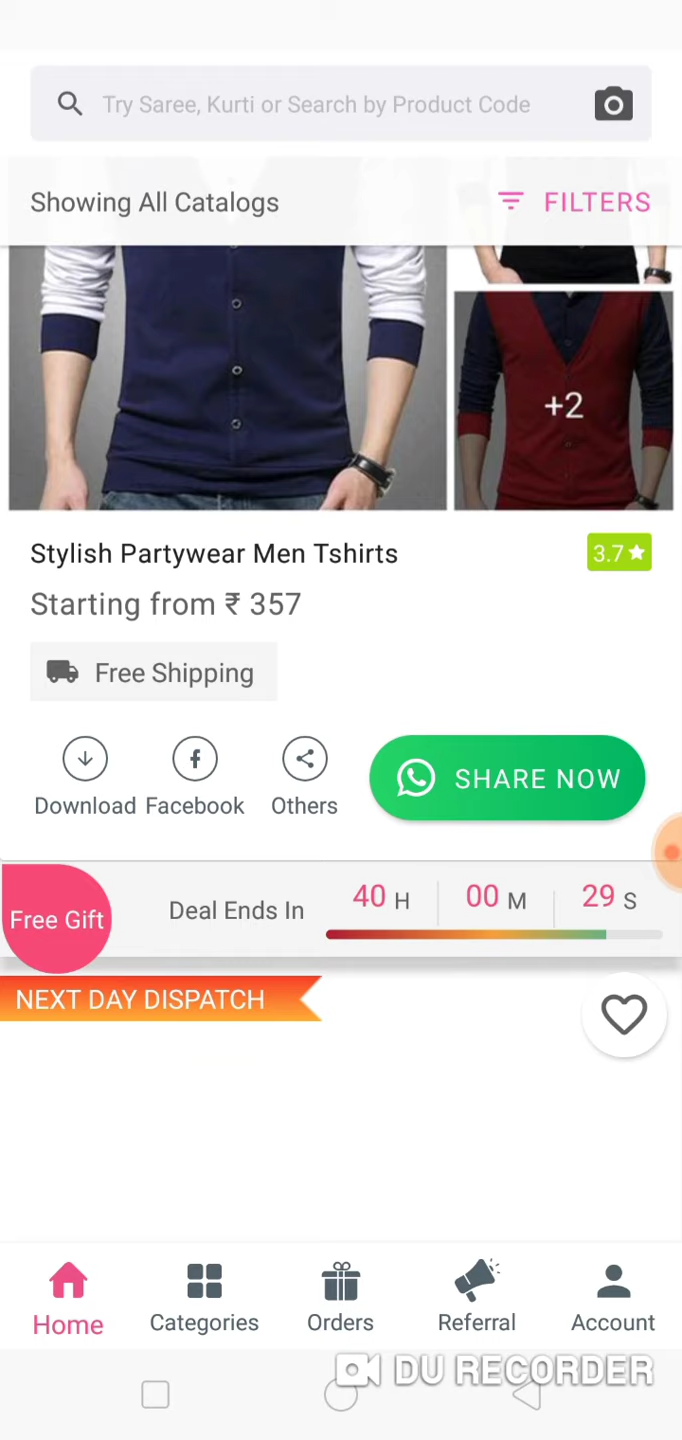 Try Saree, Kurti or Search by Product Code
Showing All Catalogs
FILTERS
+2
Stylish Partywear Men Tshirts
3.7
Starting from ₹ 357
Free Shipping
Download
Facebook
Others
SHARE NOW
Free Gift
Deal Ends In
40 H
00 M
29 S
NEXT DAY DISPATCH
Home
Categories
Orders
Referral
Account
DU RECORDER